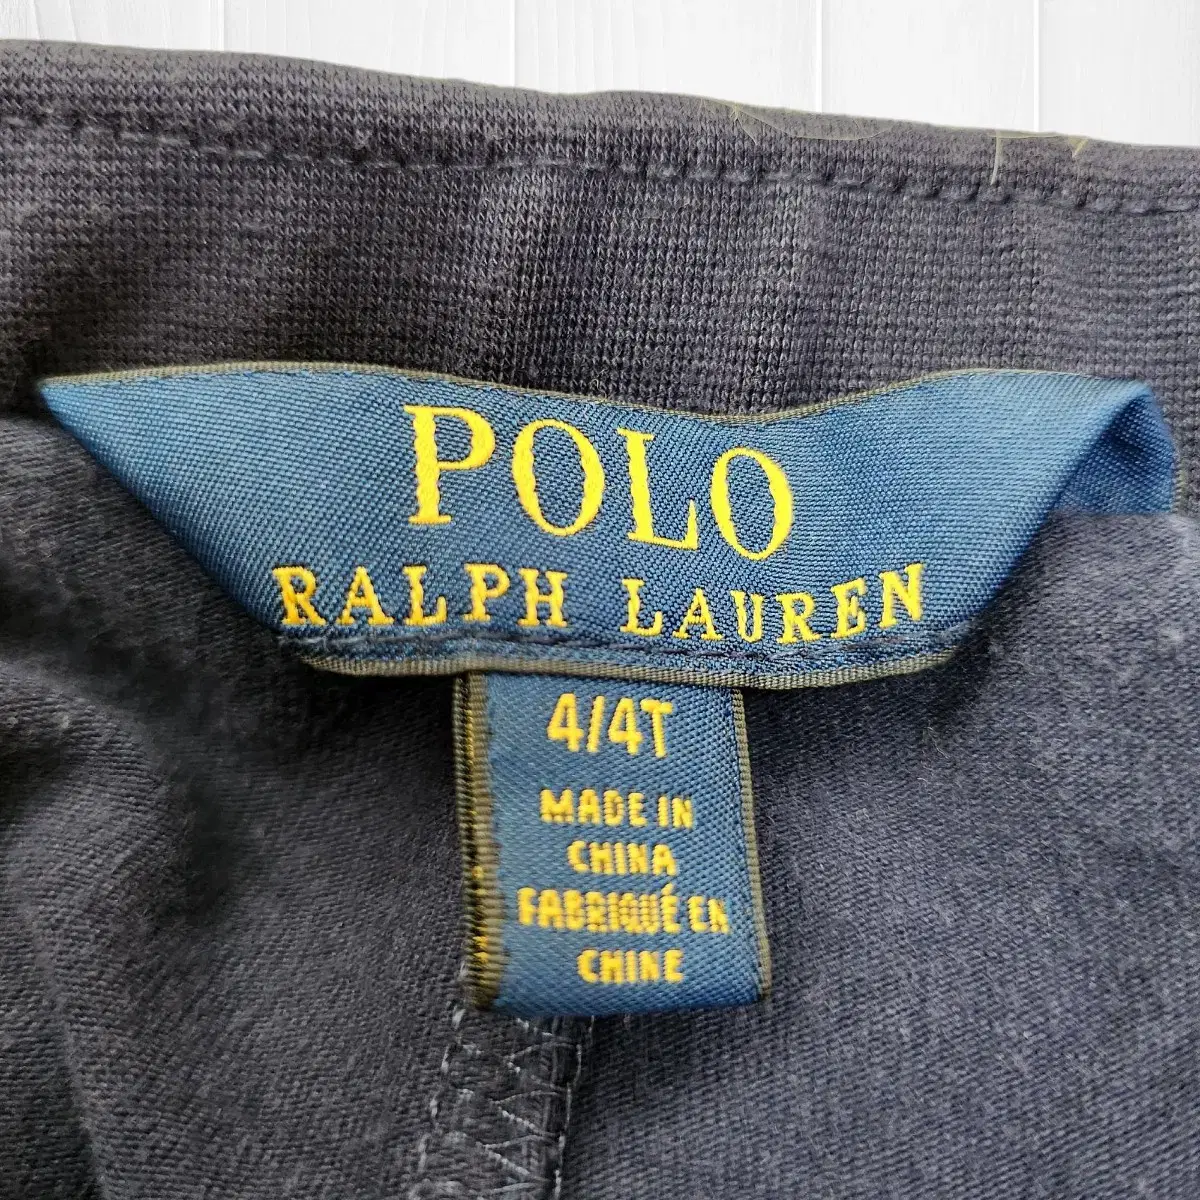 POLO
RALPH LAUREN
4/4T
MADE IN
CHINA
FABRIQUÉ EN
CHINE